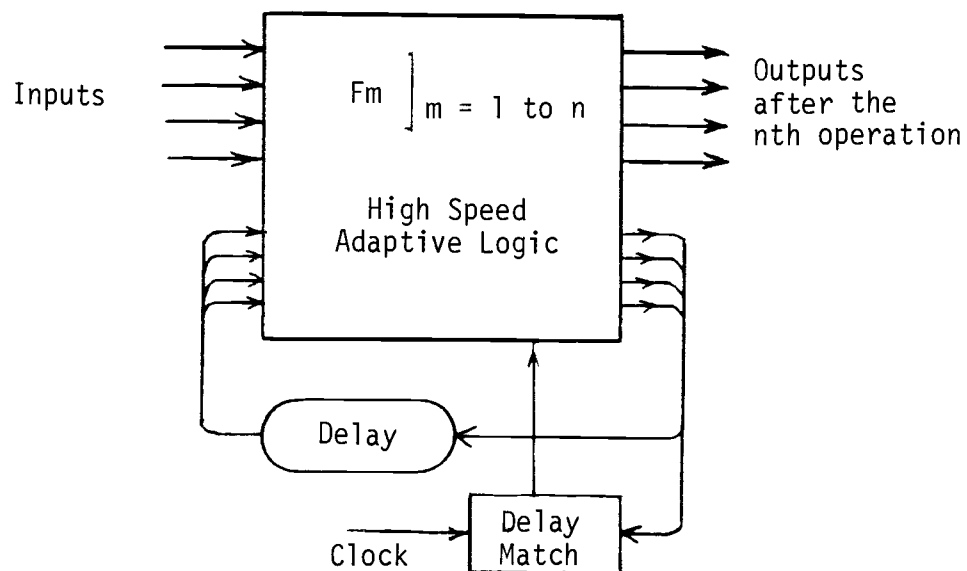 Inputs
Fm
m = 1 to n
High Speed
Adaptive Logic
Outputs
after the
nth operation
Delay
Clock
Delay
Match